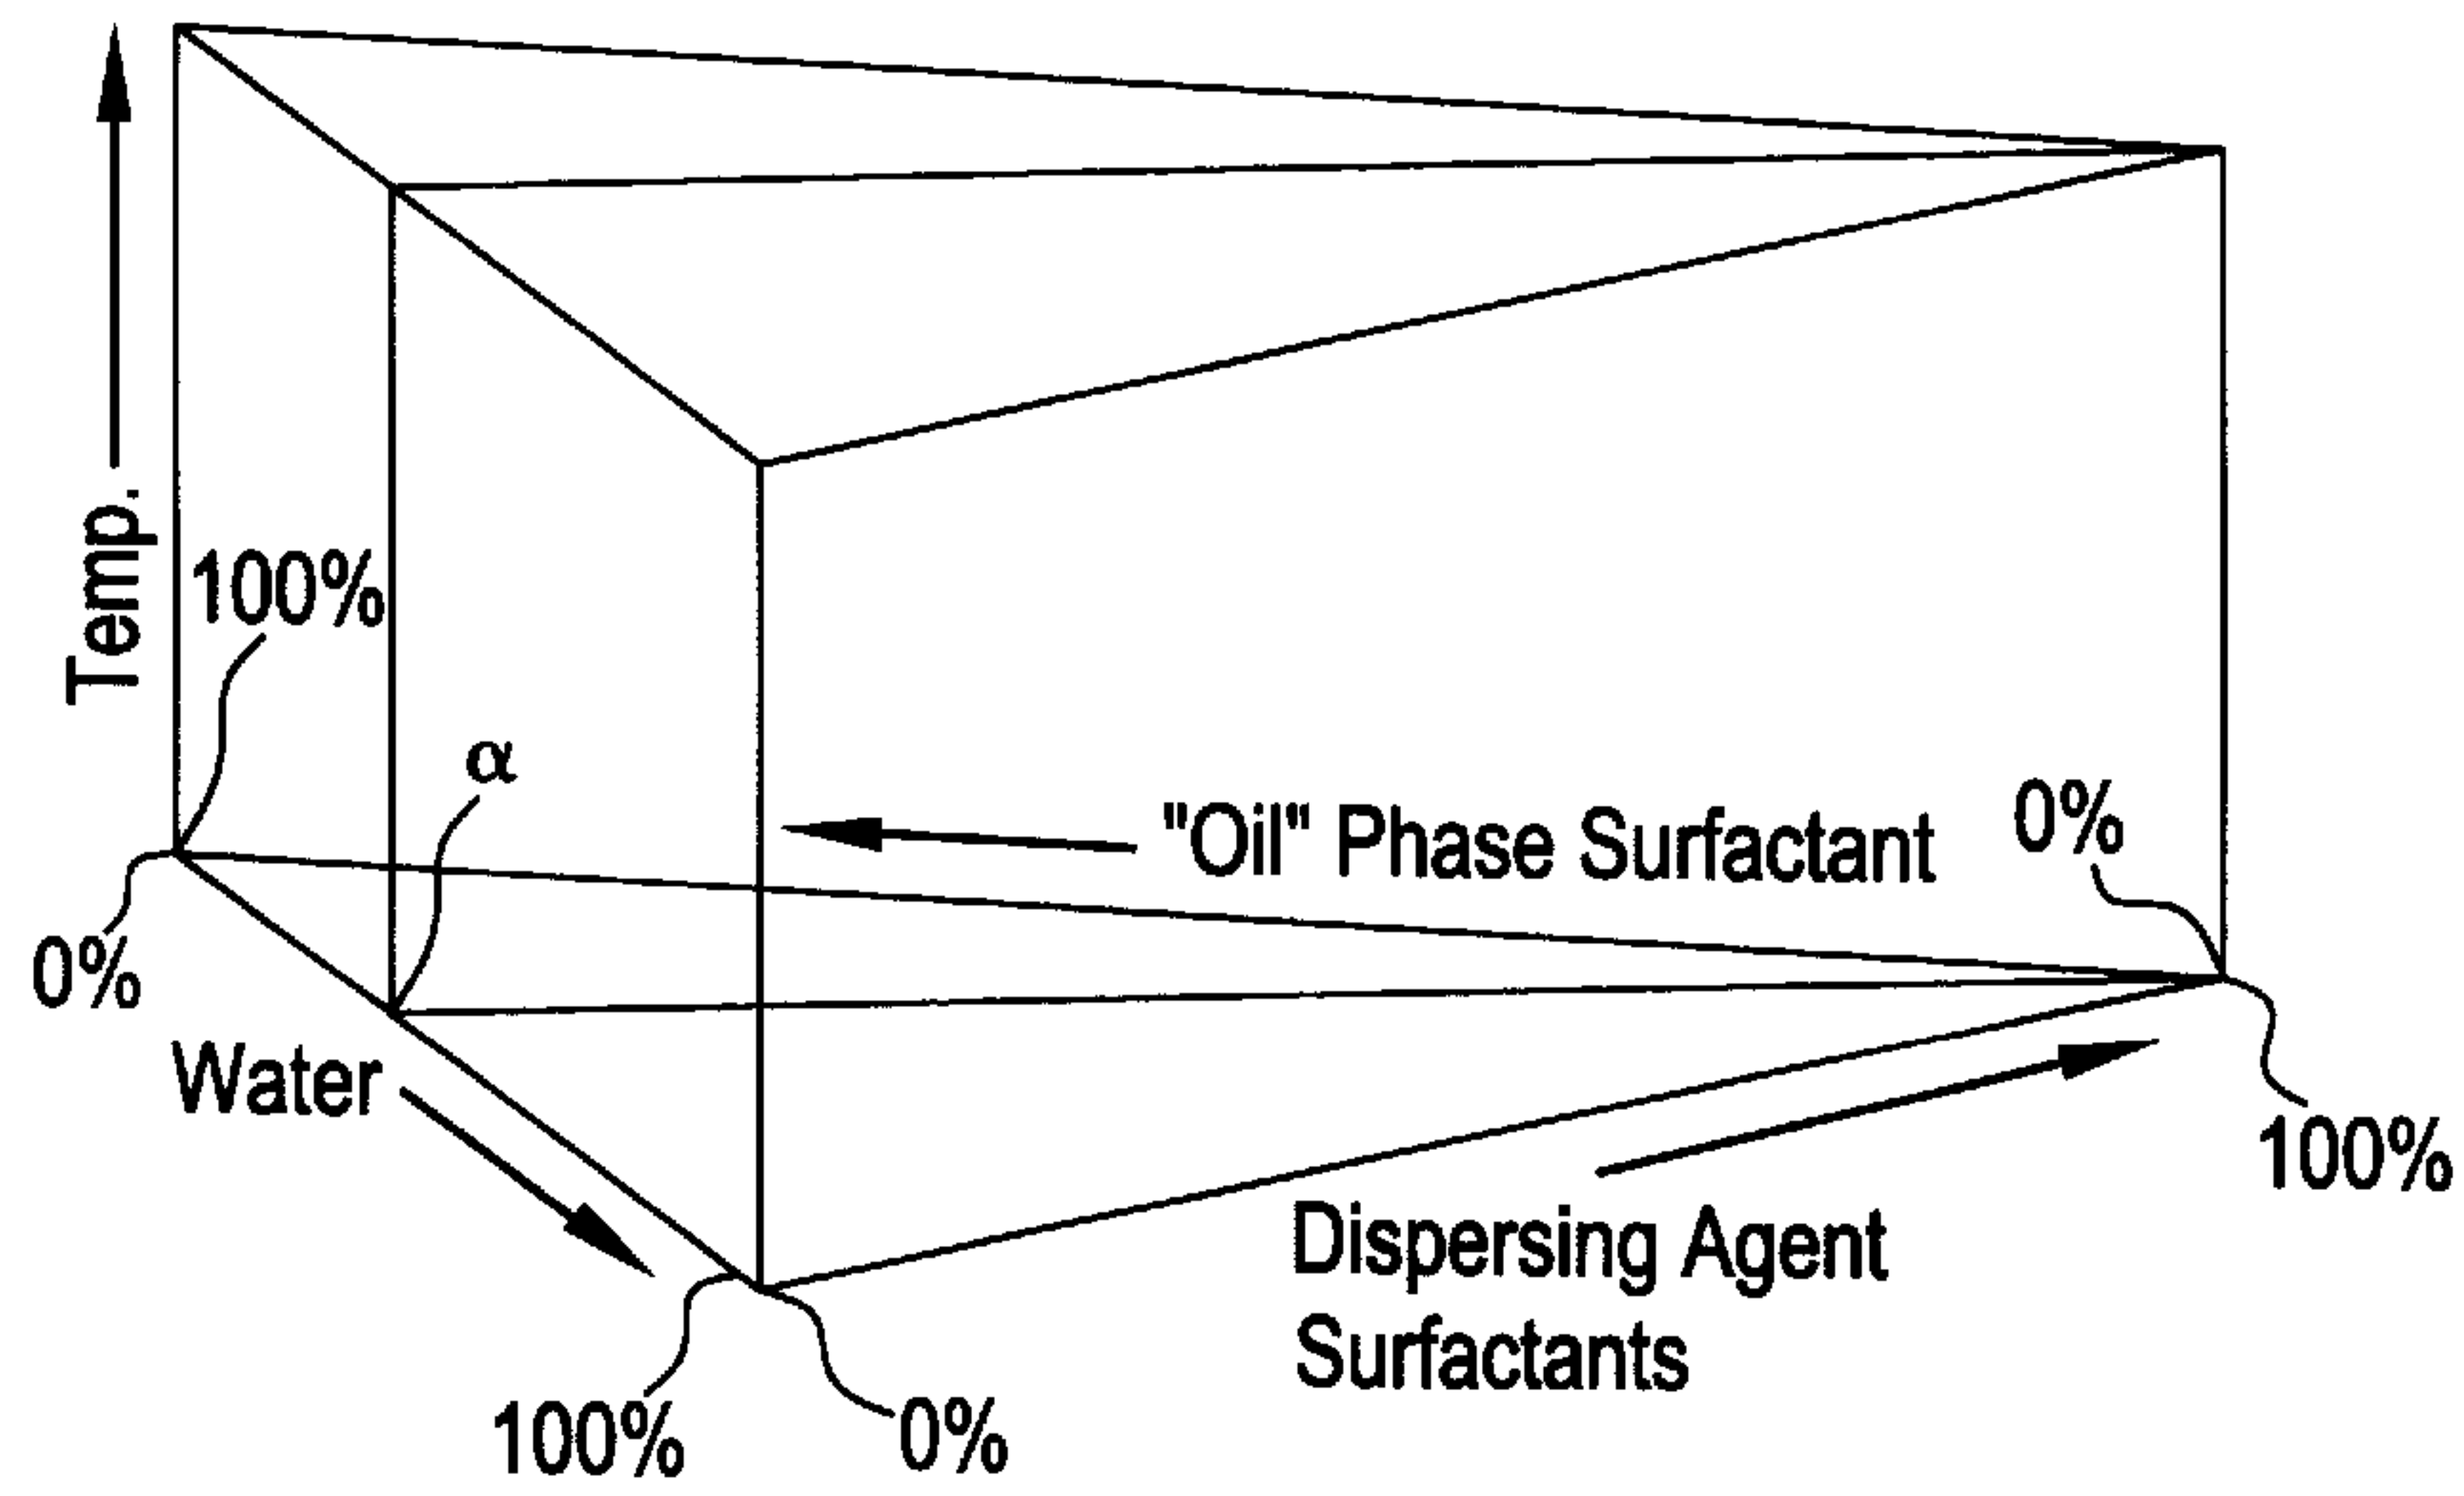 Temp.
100%
α
"Oil" Phase Surfactant
0%
0%
Water
100%
Dispersing Agent
Surfactants
100%
0%